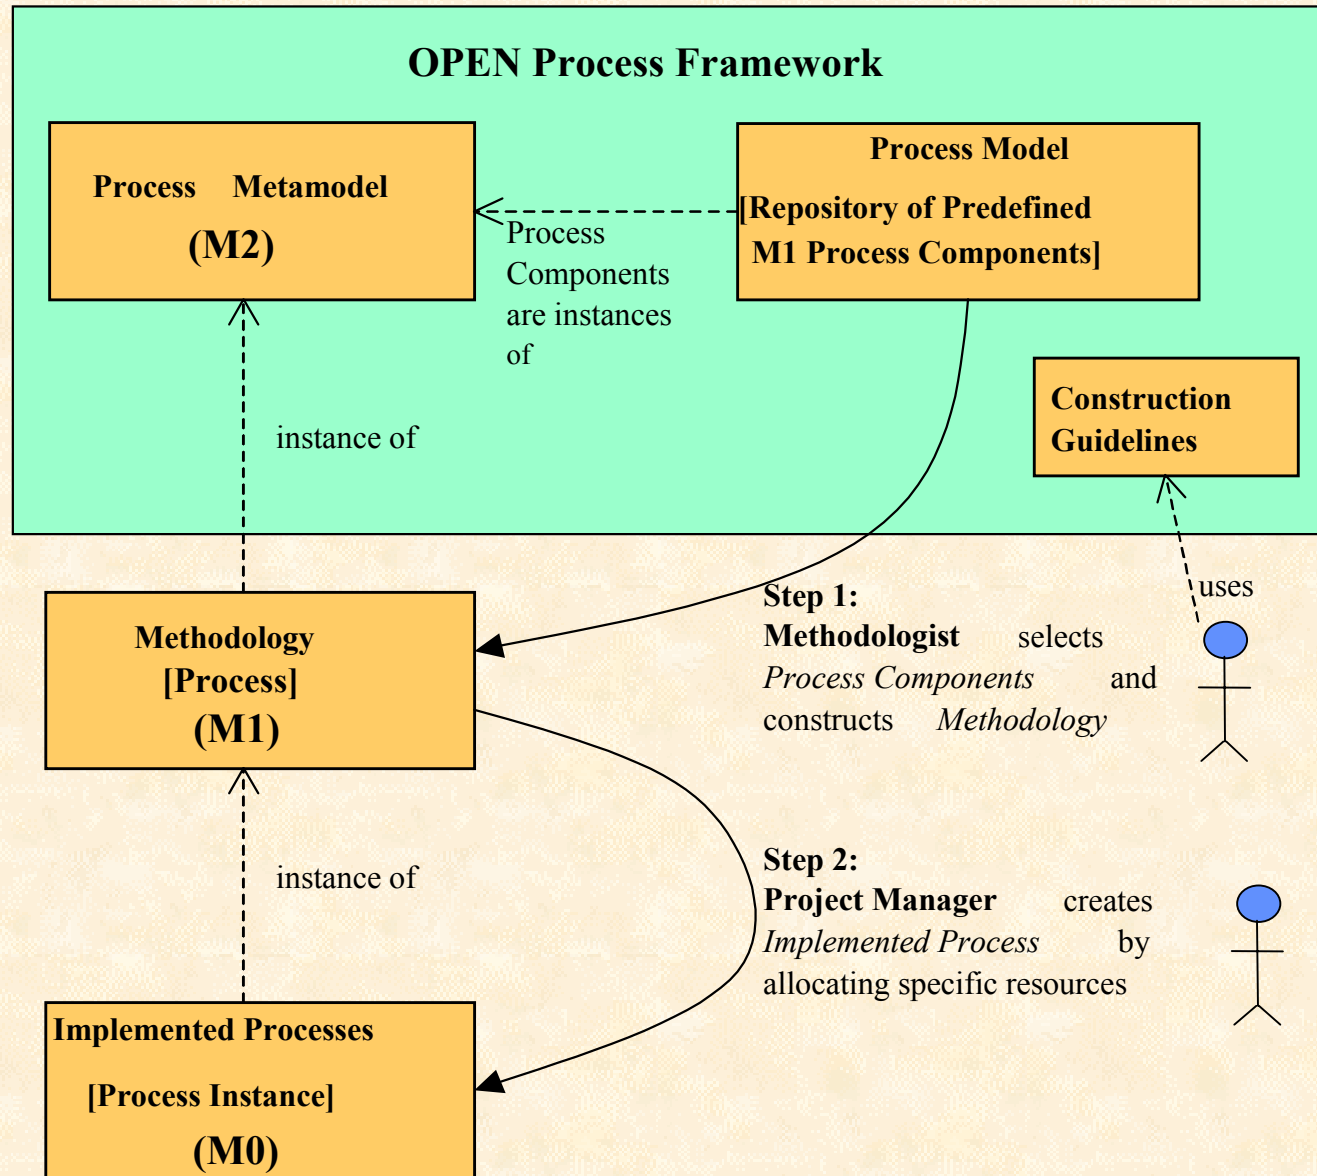 OPEN Process Framework
Process Metamodel
(M2)
Process Model
[Repository of Predefined
M1 Process Components]
Process
Components
are instances
of
Construction
Guidelines
instance of
uses
Methodology
[Process]
(M1)
Step 1:
Methodologist selects
Process Components and
constructs Methodology
instance of
Step 2:
Project Manager creates
Implemented Process by
allocating specific resources
Implemented Processes
[Process Instance]
(M0)